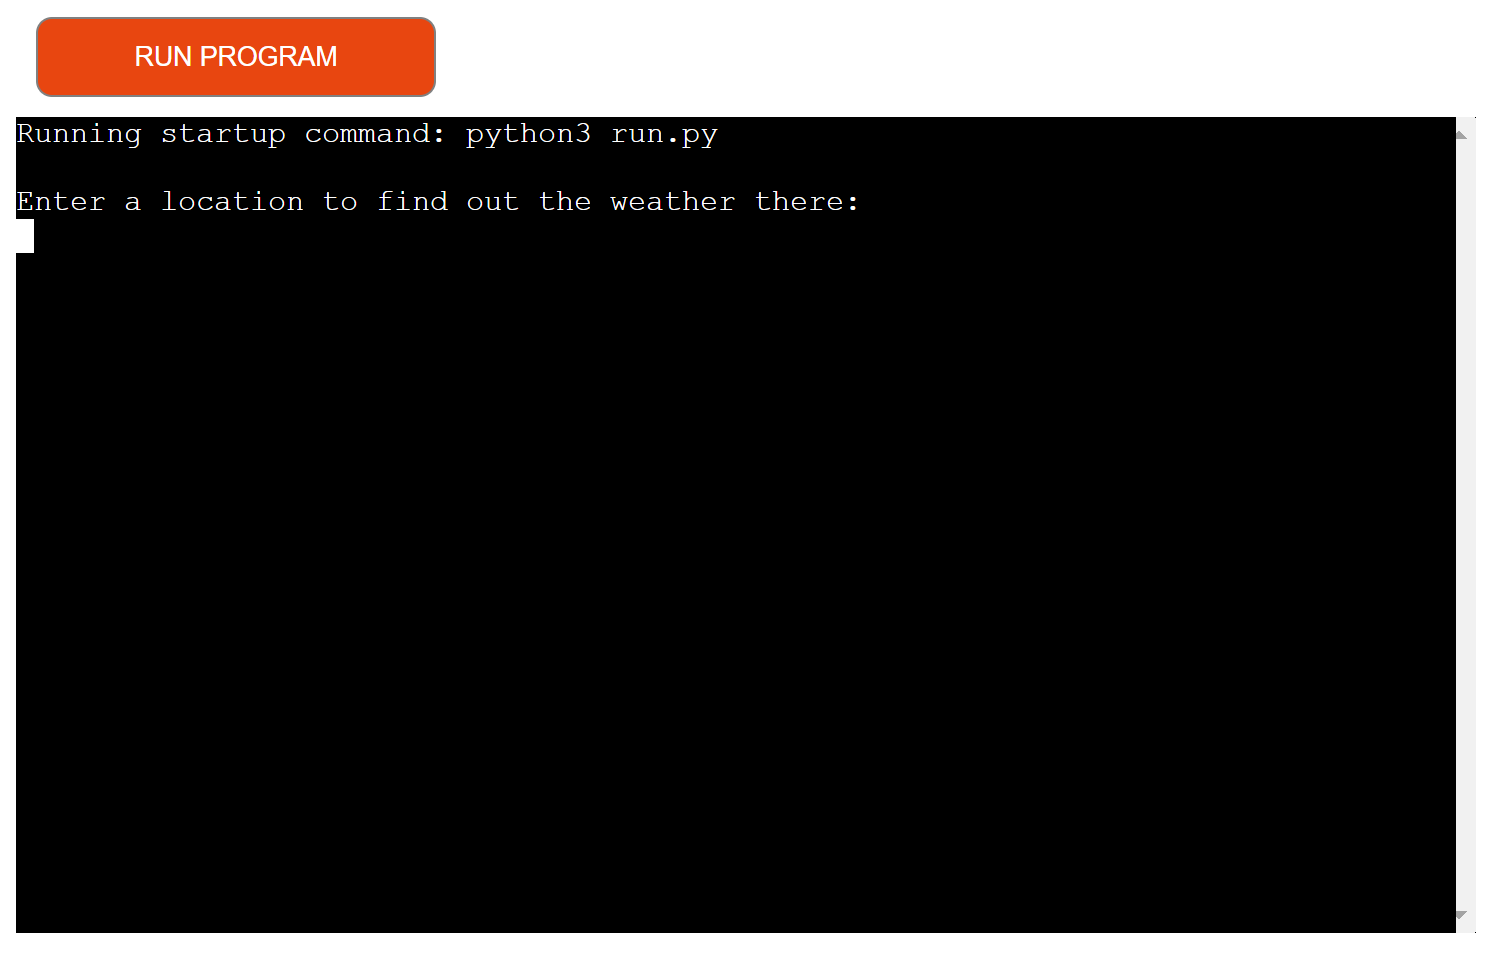 RUN PROGRAM
Running startup command: python3 run.py
Enter a location to find out the weather there: